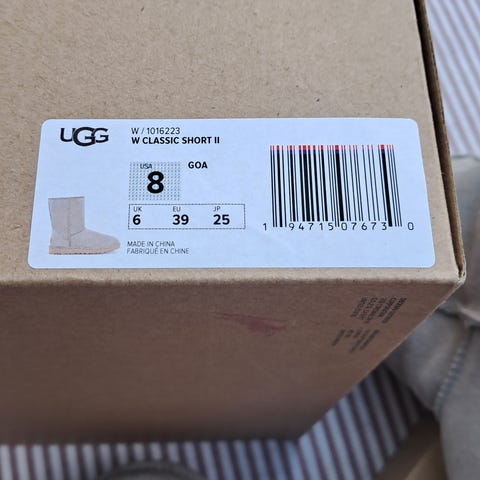 UGG
W / 1016223
W CLASSIC SHORT II
USA
8
GOA
UK EU JP
6 39 25
MADE IN CHINA
FABRIQUÉ EN CHINE
1 94715 07673 0